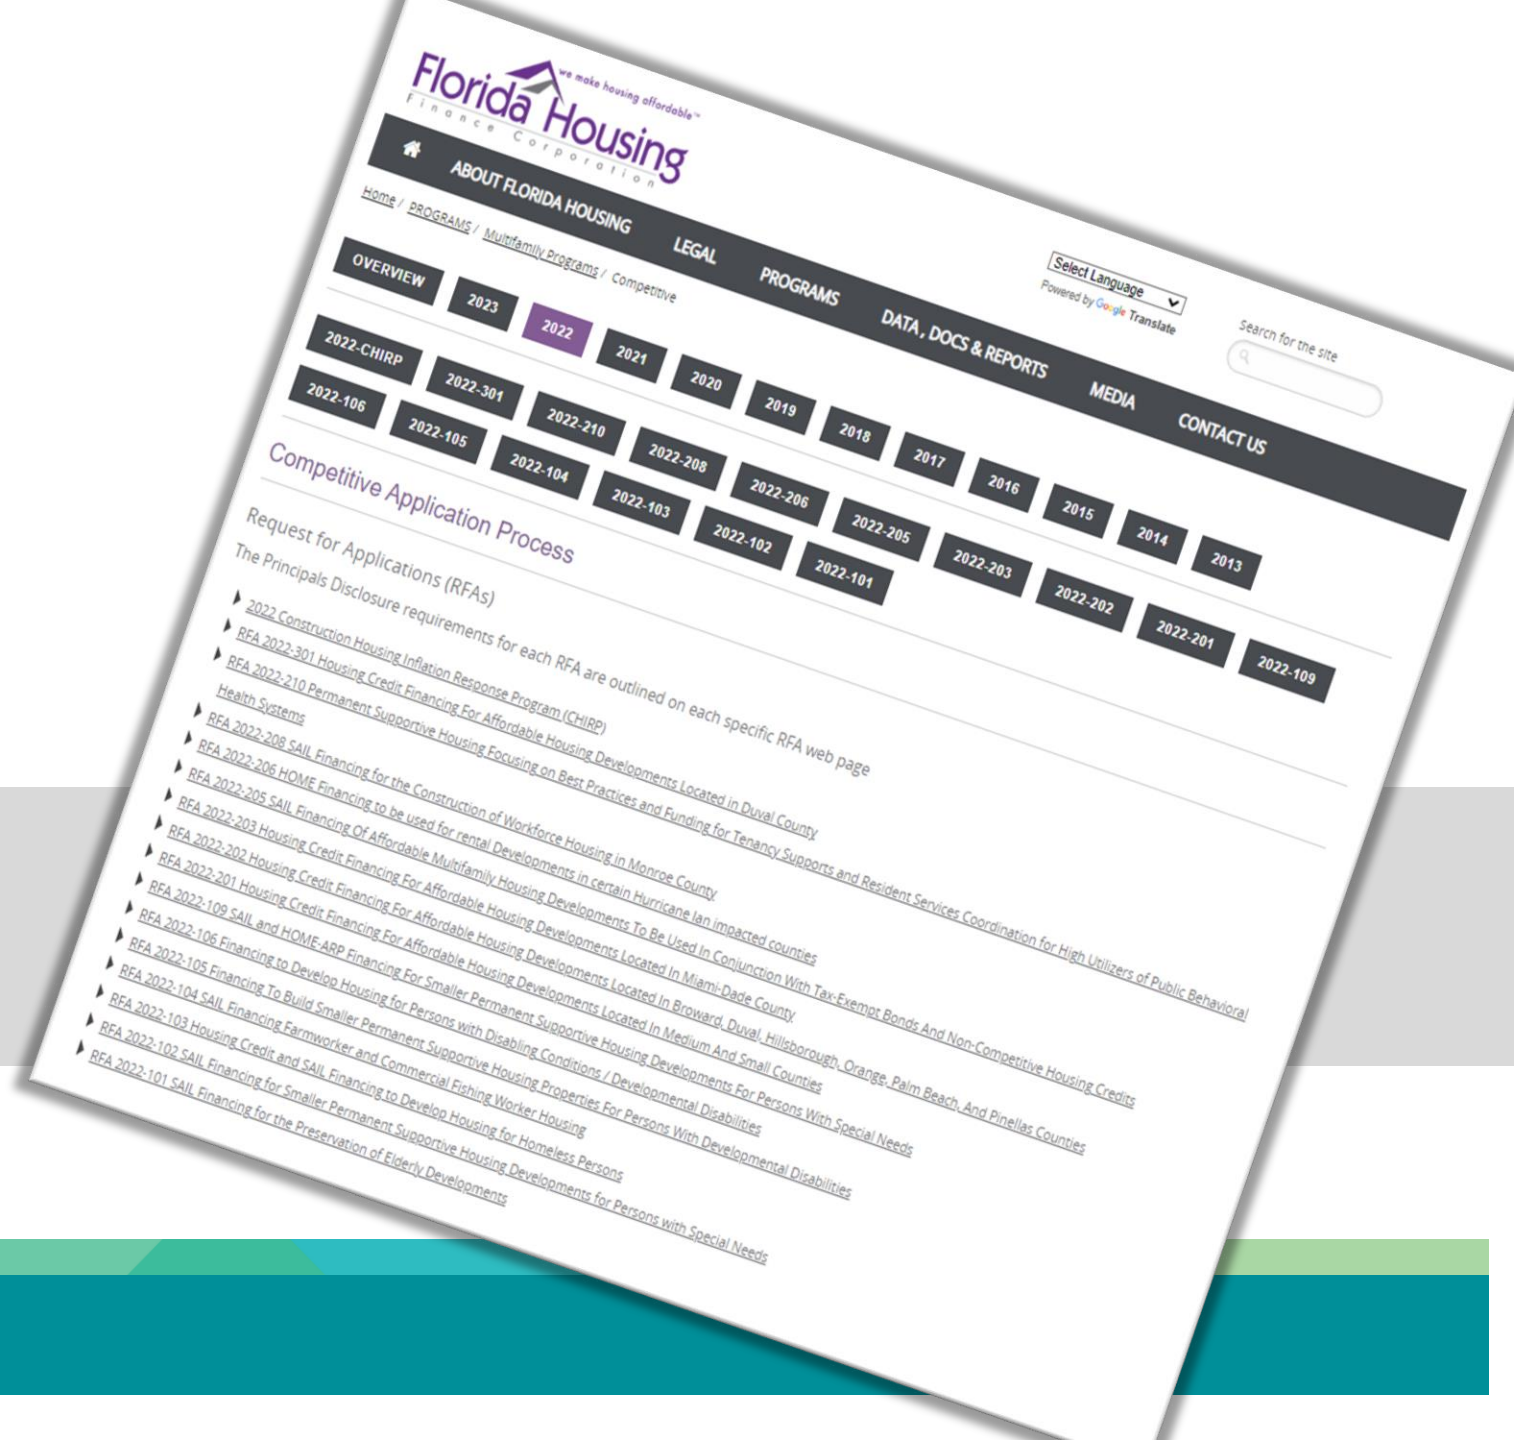 Florida Housing
we make housing affordable™
Finance Corporation
Select Language
Powered by Google Translate
Search for the site
ABOUT FLORIDA HOUSING LEGAL PROGRAMS DATA, DOCS & REPORTS MEDIA CONTACT US
Home / PROGRAMS / Multifamily Programs / Competitive
OVERVIEW 2023 2022 2021 2020 2019 2018 2017 2016 2015 2014 2013
2022-CHIRP 2022-301 2022-210 2022-208 2022-206 2022-205 2022-203 2022-202 2022-201 2022-109
2022-106 2022-105 2022-104 2022-103 2022-102 2022-101
Competitive Application Process
Request for Applications (RFAs)
The Principals Disclosure requirements for each RFA are outlined on each specific RFA web page
2022 Construction Housing Inflation Response Program (CHIRP)
RFA 2022-301 Housing Credit Financing For Affordable Housing Developments Located in Duval County
RFA 2022-210 Permanent Supportive Housing Focusing on Best Practices and Funding for Tenancy Supports and Resident Services Coordination for High Utilizers of Public Behavioral
Health Systems
RFA 2022-208 SAIL Financing for the Construction of Workforce Housing in Monroe County
RFA 2022-206 HOME Financing to be used for rental Developments in certain Hurricane Ian impacted counties
RFA 2022-205 SAIL Financing Of Affordable Multifamily Housing Developments To Be Used In Conjunction With Tax-Exempt Bonds And Non-Competitive Housing Credits
RFA 2022-203 Housing Credit Financing For Affordable Housing Developments Located In Miami-Dade County
RFA 2022-202 Housing Credit Financing For Affordable Housing Developments Located In Broward, Duval, Hillsborough, Orange, Palm Beach, And Pinellas Counties
RFA 2022-201 Housing Credit Financing For Affordable Housing Developments Located In Medium And Small Counties
RFA 2022-109 SAIL and HOME-ARP Financing For Smaller Permanent Supportive Housing Developments For Persons With Special Needs
RFA 2022-106 Financing to Develop Housing for Persons with Disabling Conditions / Developmental Disabilities
RFA 2022-105 Financing To Build Smaller Permanent Supportive Housing Properties For Persons With Developmental Disabilities
RFA 2022-104 SAIL Financing Farmworker and Commercial Fishing Worker Housing
RFA 2022-103 Housing Credit and SAIL Financing to Develop Housing for Homeless Persons
RFA 2022-102 SAIL Financing for Smaller Permanent Supportive Housing Developments for Persons with Special Needs
RFA 2022-101 SAIL Financing for the Preservation of Elderly Developments